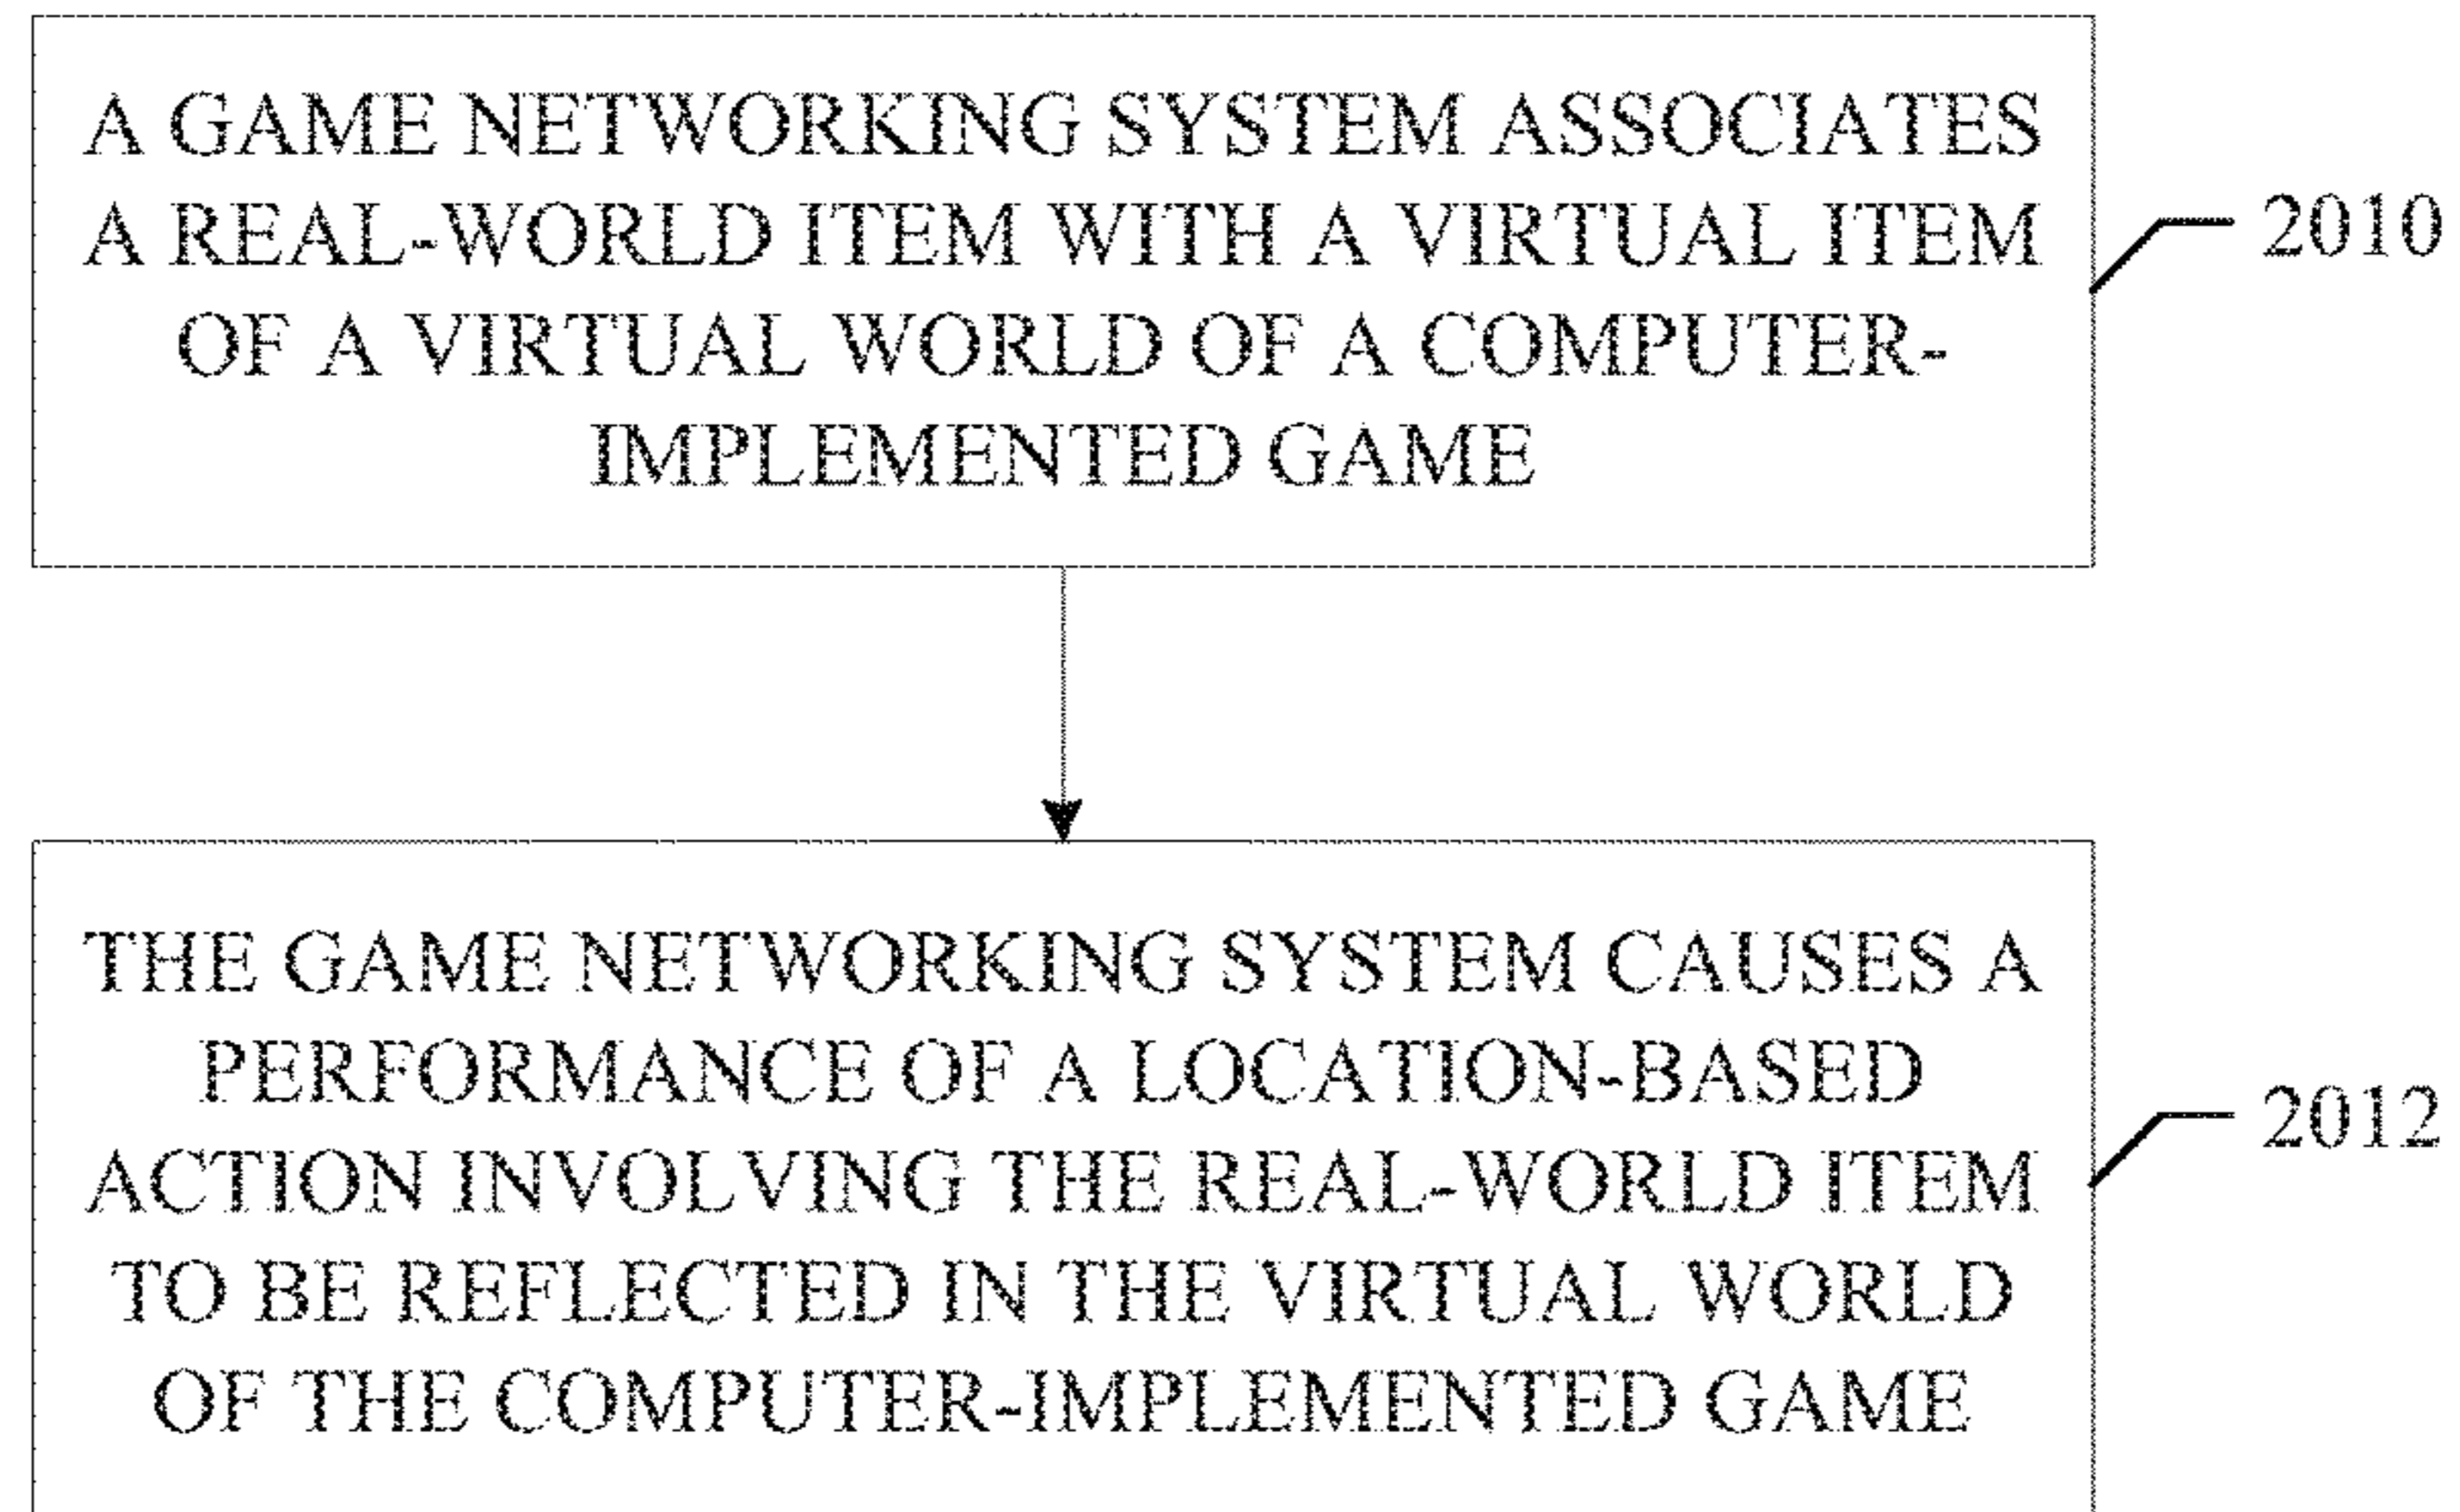 A GAME NETWORKING SYSTEM ASSOCIATES
A REAL-WORLD ITEM WITH A VIRTUAL ITEM
OF A VIRTUAL WORLD OF A COMPUTER-
IMPLEMENTED GAME
2010
THE GAME NETWORKING SYSTEM CAUSES A
PERFORMANCE OF A LOCATION-BASED
ACTION INVOLVING THE REAL-WORLD ITEM
TO BE REFLECTED IN THE VIRTUAL WORLD
OF THE COMPUTER-IMPLEMENTED GAME
2012